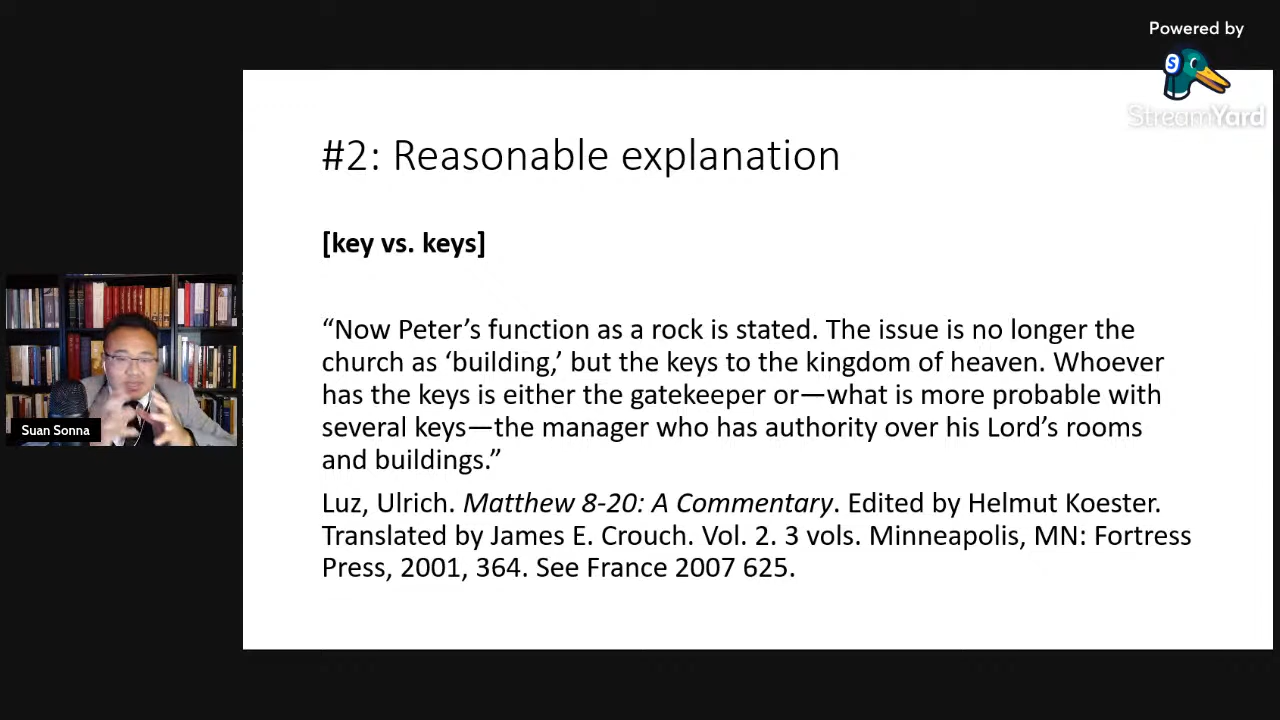 Powered by
S
StreamYard
#2: Reasonable explanation
[key vs. keys]
“Now Peter’s function as a rock is stated. The issue is no longer the
church as ‘building,’ but the keys to the kingdom of heaven. Whoever
has the keys is either the gatekeeper or—what is more probable with
several keys—the manager who has authority over his Lord’s rooms
and buildings.”
Luz, Ulrich. Matthew 8-20: A Commentary. Edited by Helmut Koester.
Translated by James E. Crouch. Vol. 2. 3 vols. Minneapolis, MN: Fortress
Press, 2001, 364. See France 2007 625.
Suan Sonna